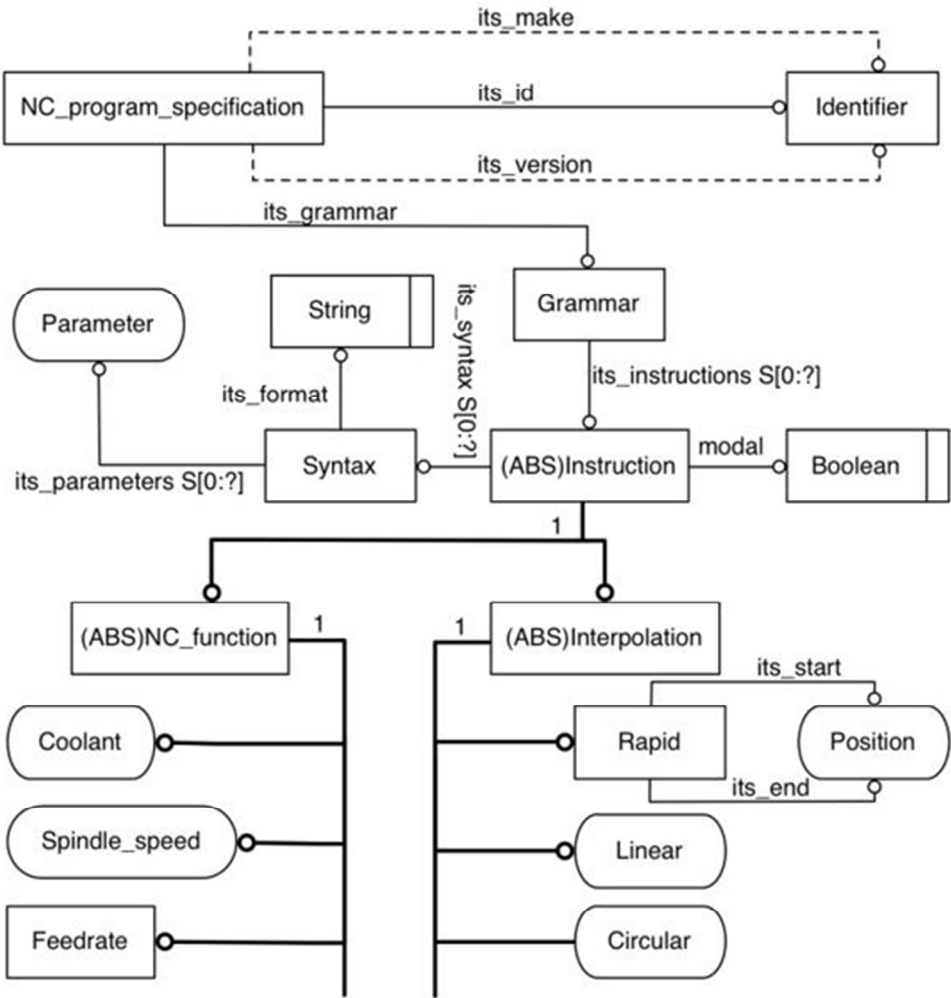 its_make
NC_program_specification
its_id
Identifier
its_version
its_grammar
Parameter
String
its_syntax S[0:?]
Grammar
its_format
its_instructions S[0:?]
its_parameters S[0:?]
Syntax
(ABS)Instruction
modal
Boolean
1
(ABS)NC_function
1
1
(ABS)Interpolation
its_start
Coolant
Rapid
Position
its_end
Spindle_speed
Linear
Feedrate
Circular